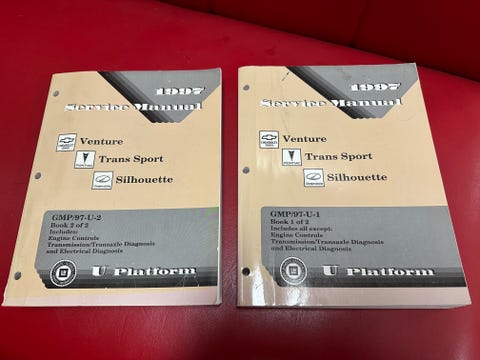 1997
Service Manual
Venture
Trans Sport
Silhouette
GMP/97-U-2
Book 2 of 2
Includes:
Engine Controls
Transmission/Transaxle Diagnosis
and Electrical Diagnosis
U Platform
1997
Service Manual
Venture
Trans Sport
Silhouette
GMP/97-U-1
Book 1 of 2
Includes all except:
Engine Controls
Transmission/Transaxle Diagnosis
and Electrical Diagnosis
U Platform